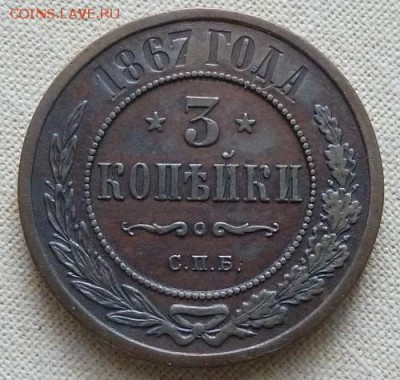 COINS.LAVE.RU
1867 ГОДА
3
КОПѢЙКИ
С.П.Б.